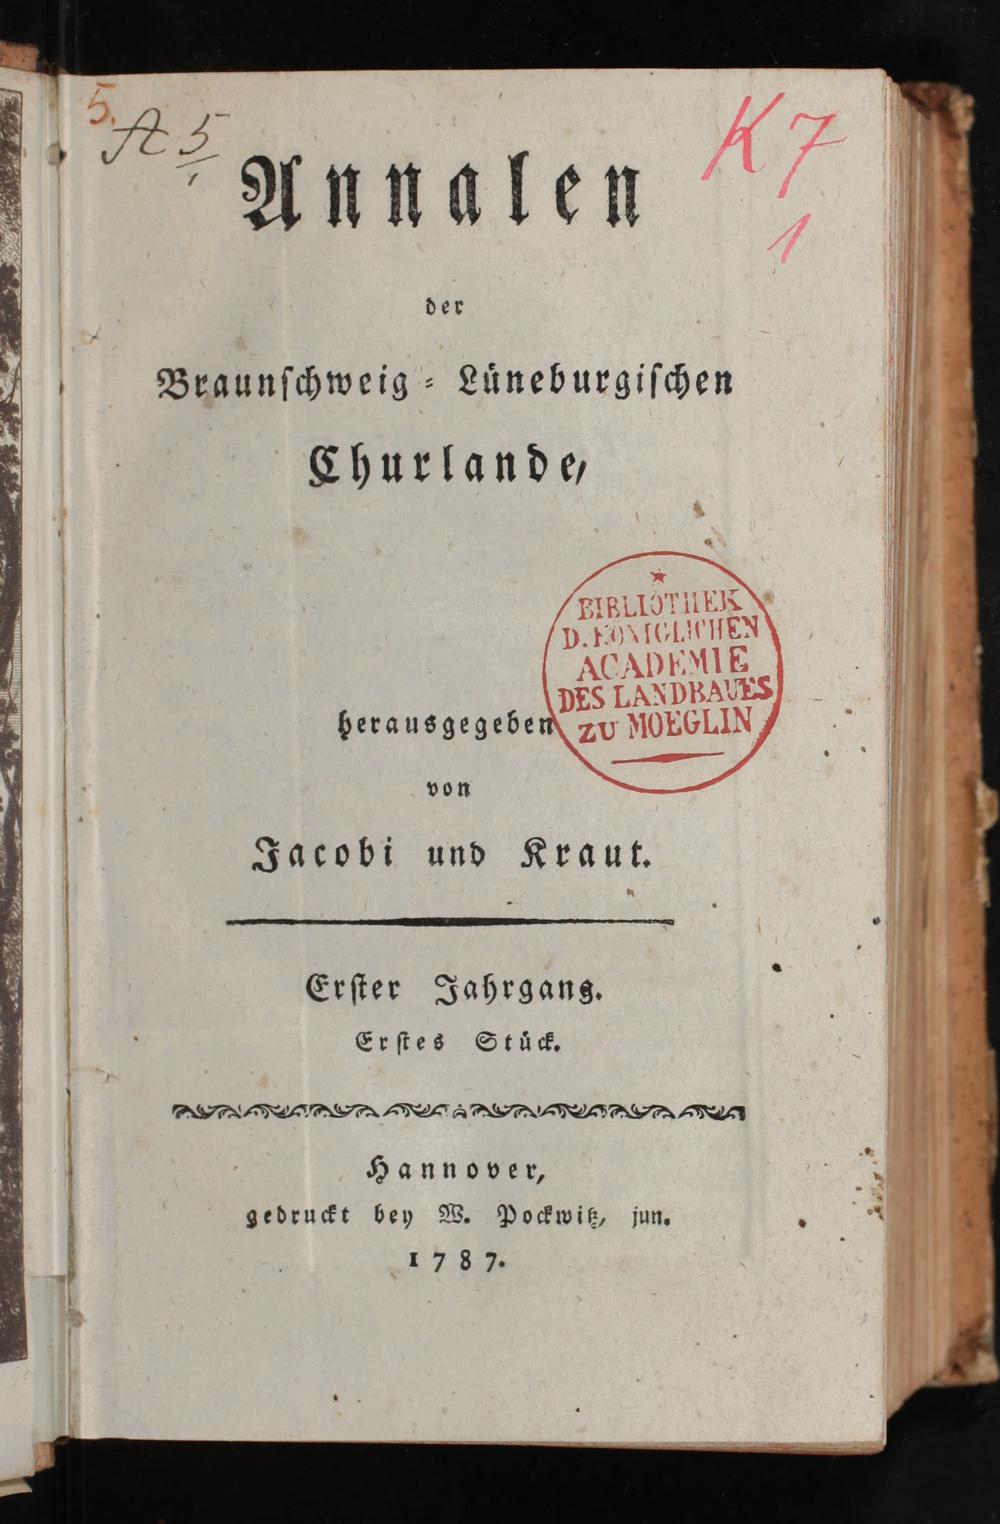 5.
A 5
K 7
1
Annalen
der
Braunschweig-Lüneburgischen
Churlande,
BIBLIOTHEK
D. KÖNIGLICHEN
ACADEMIE
DES LANDBAUES
ZU MOEGLIN
herausgegeben
von
Jacobi und Kraut.
Erster Jahrgang.
Erstes Stück.
Hannover,
gedruckt bey W. Pockwitz, jun.
1787.